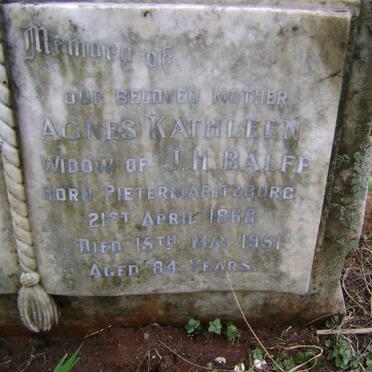 Memory of
OUR BELOVED MOTHER
AGNES KATHLEEN
WIDOW OF J.H. BALFE
BORN PIETERMARITZBURG
21ST APRIL 1868
DIED 15TH MAY 1951
AGED 84 YEARS.